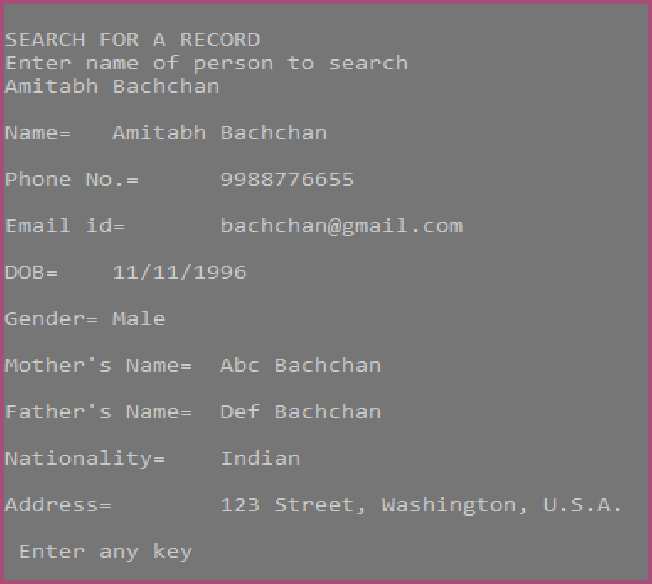 SEARCH FOR A RECORD
Enter name of person to search
Amitabh Bachchan
Name= Amitabh Bachchan
Phone No.= 9988776655
Email id= bachchan@gmail.com
DOB= 11/11/1996
Gender= Male
Mother's Name= Abc Bachchan
Father's Name= Def Bachchan
Nationality= Indian
Address= 123 Street, Washington, U.S.A.
Enter any key